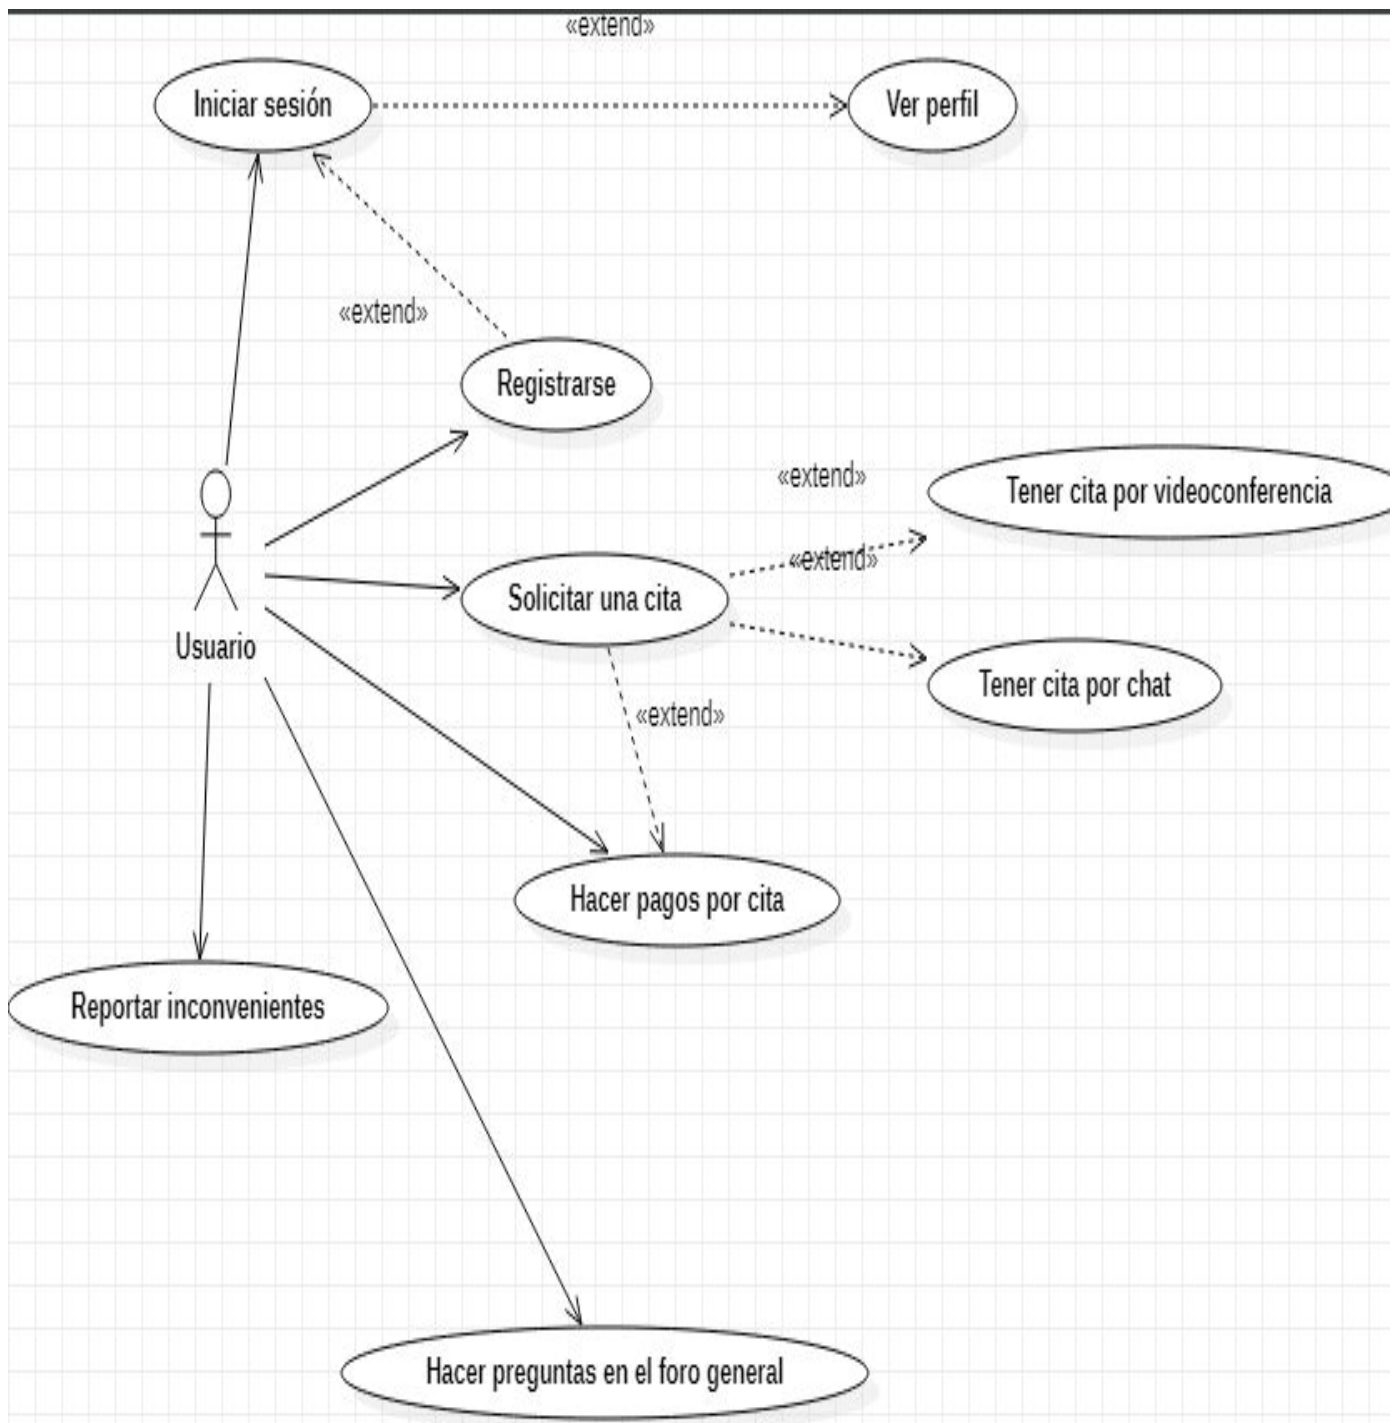 «extend»
Iniciar sesión
Ver perfil
«extend»
Registrarse
«extend»
Tener cita por videoconferencia
«extend»
Solicitar una cita
Usuario
Tener cita por chat
«extend»
Hacer pagos por cita
Reportar inconvenientes
Hacer preguntas en el foro general